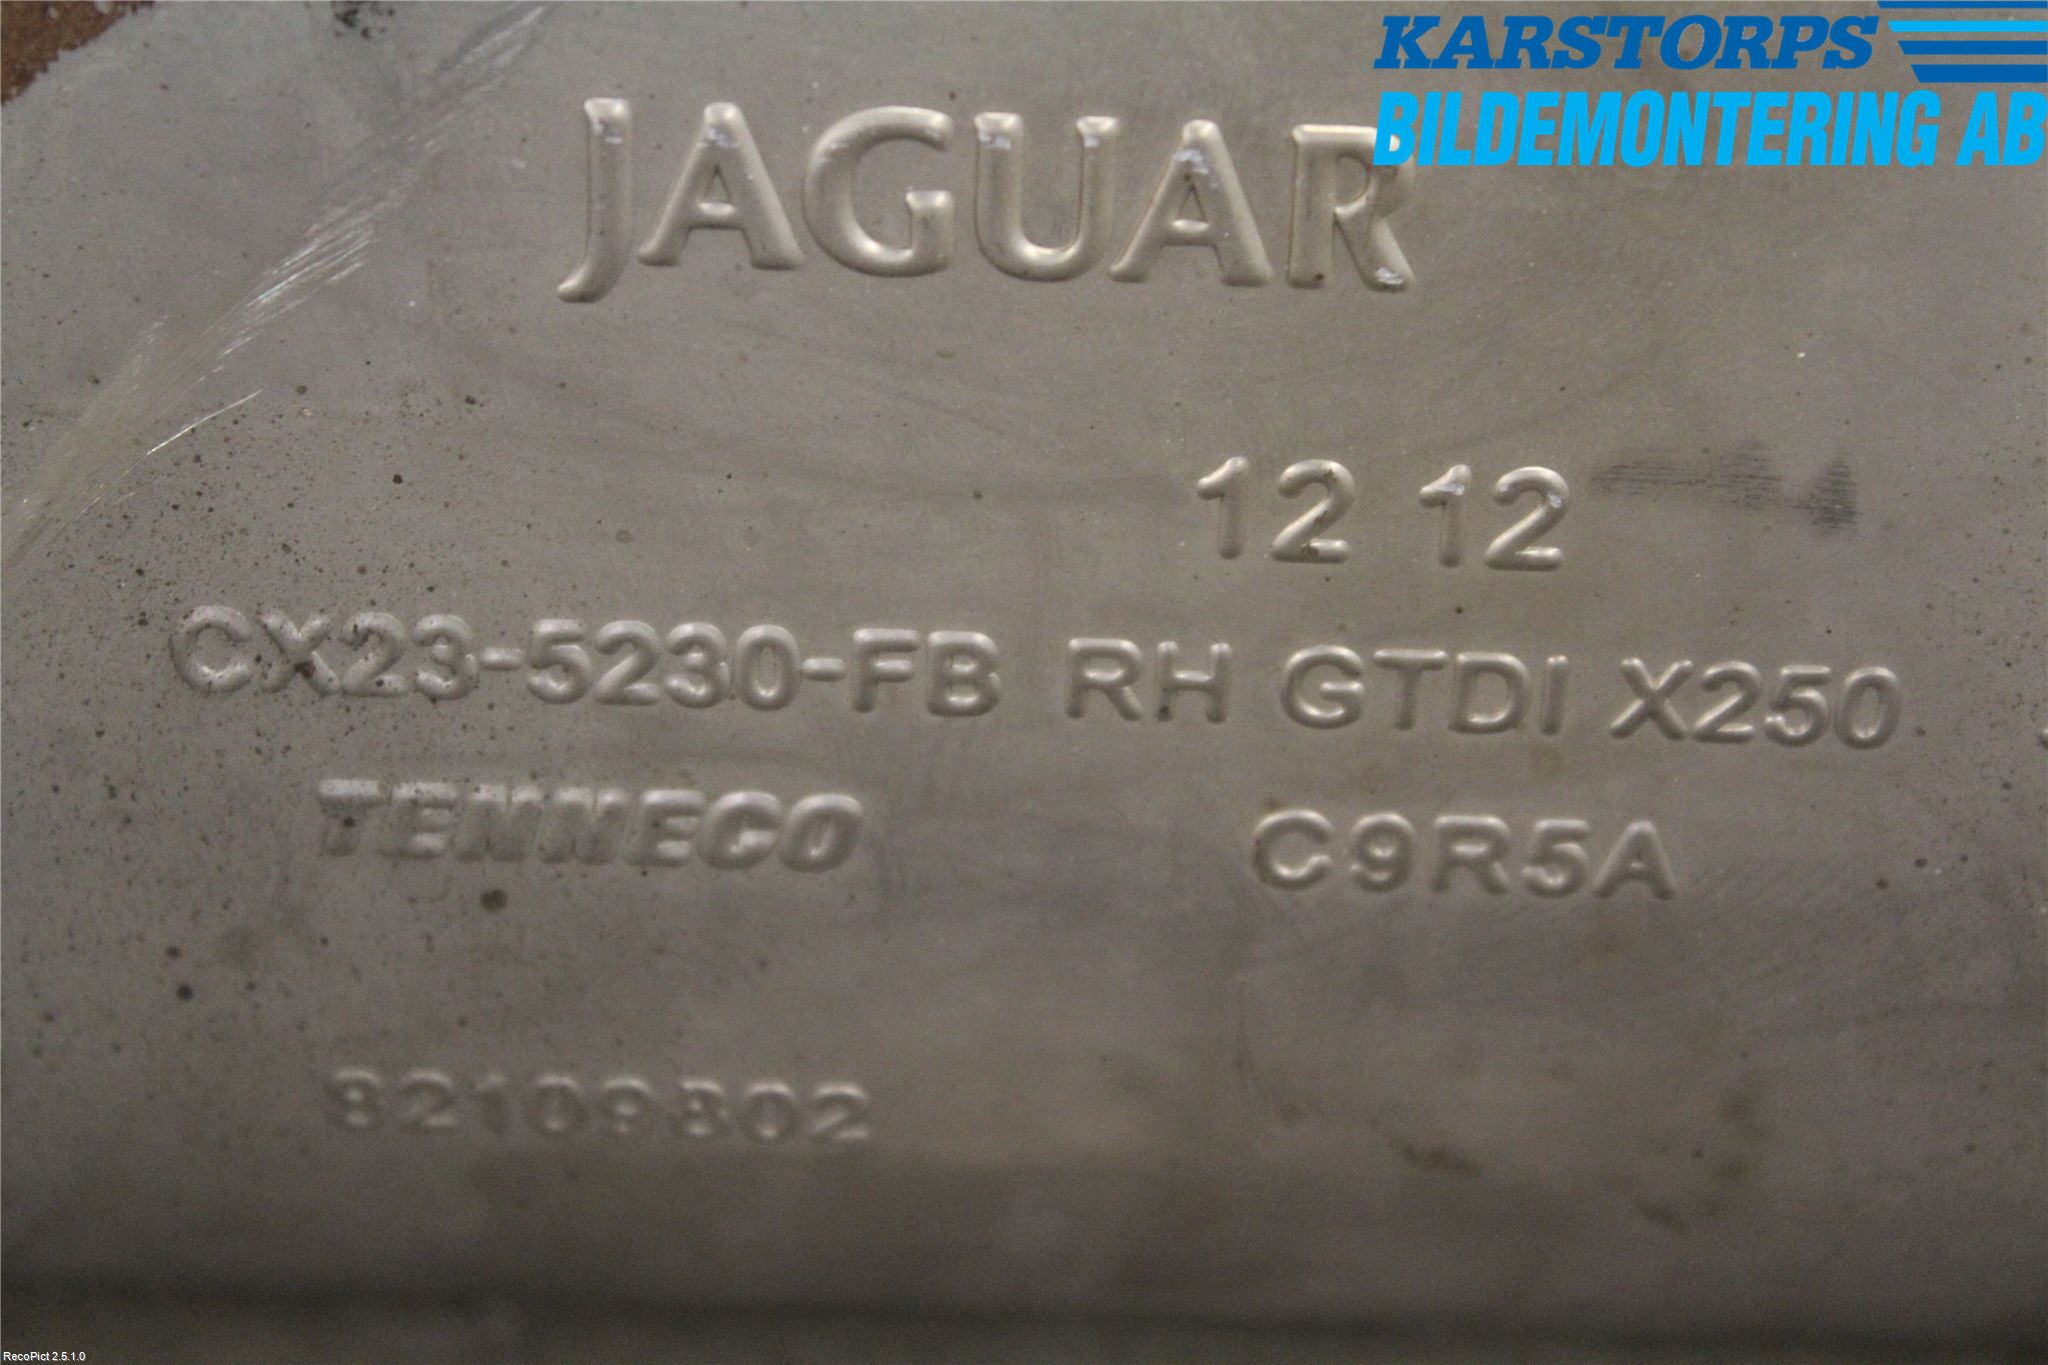 KARSTORPS
BILDEMONTERING AB
JAGUAR
12 12
CX23-5230-FB RH GTDI X250
TENNECO
C9R5A
RecoPict 2.5.1.0